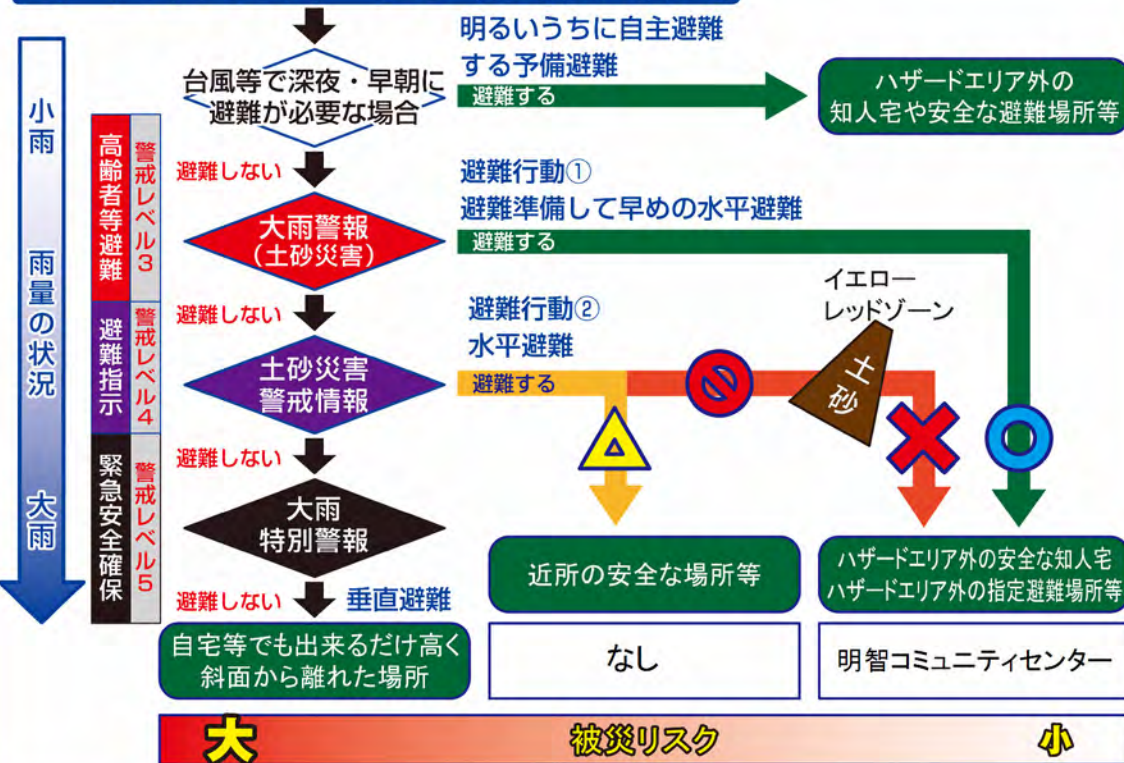 明るいうちに自主避難
する予備避難
台風等で深夜・早朝に
避難が必要な場合
避難する
ハザードエリア外の
知人宅や安全な避難場所等
小雨
雨量の状況
大雨
高齢者等避難
警戒レベル3
避難しない
避難行動①
避難準備して早めの水平避難
大雨警報
(土砂災害)
避難する
イエロー
レッドゾーン
避難指示
警戒レベル4
避難しない
避難行動②
水平避難
土砂災害
警戒情報
避難する
土砂
緊急安全確保
警戒レベル5
避難しない
大雨
特別警報
近所の安全な場所等
ハザードエリア外の安全な知人宅
ハザードエリア外の指定避難場所等
避難しない
垂直避難
自宅等でも出来るだけ高く
斜面から離れた場所
なし
明智コミュニティセンター
大
被災リスク
小